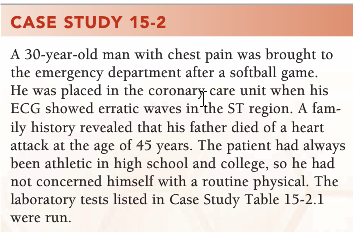 CASE STUDY 15-2
A 30-year-old man with chest pain was brought to
the emergency department after a softball game.
He was placed in the coronary care unit when his
ECG showed erratic waves in the ST region. A fam-
ily history revealed that his father died of a heart
attack at the age of 45 years. The patient had always
been athletic in high school and college, so he had
not concerned himself with a routine physical. The
laboratory tests listed in Case Study Table 15-2.1
were run.